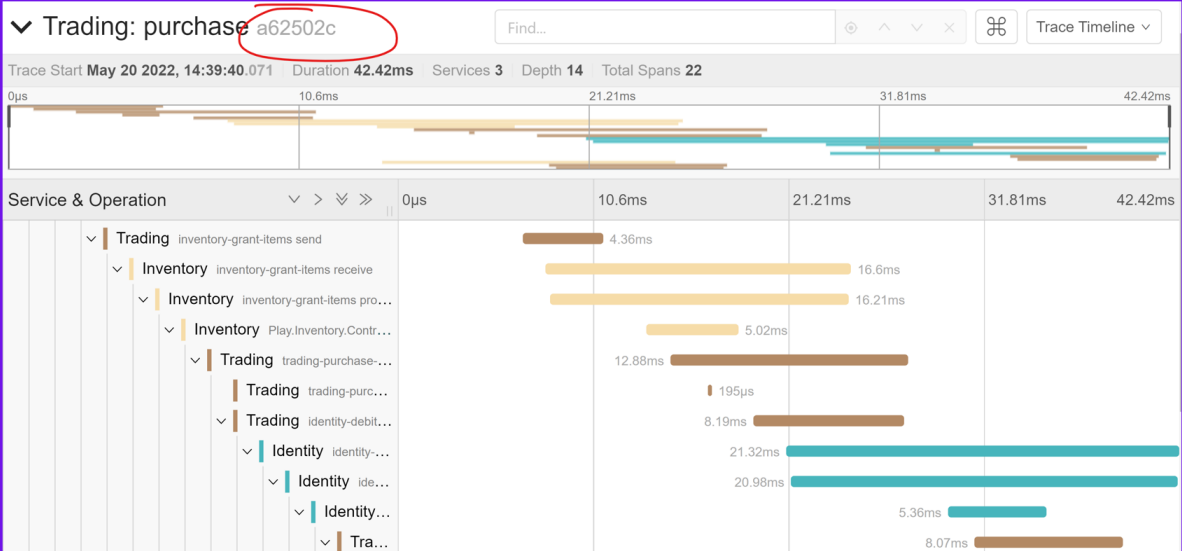 Trading: purchase a62502c Find... Trace Timeline
Trace Start May 20 2022, 14:39:40.071 Duration 42.42ms Services 3 Depth 14 Total Spans 22
0μs 10.6ms 21.21ms 31.81ms 42.42ms
Service & Operation 0μs 10.6ms 21.21ms 31.81ms 42.42ms
Trading inventory-grant-items send 4.36ms
Inventory inventory-grant-items receive 16.6ms
Inventory inventory-grant-items pro... 16.21ms
Inventory Play.Inventory.Contr... 5.02ms
Trading trading-purchase-... 12.88ms
Trading trading-purc... 195μs
Trading identity-debit... 8.19ms
Identity identity-... 21.32ms
Identity ide... 20.98ms
Identity... 5.36ms
Tra... 8.07ms